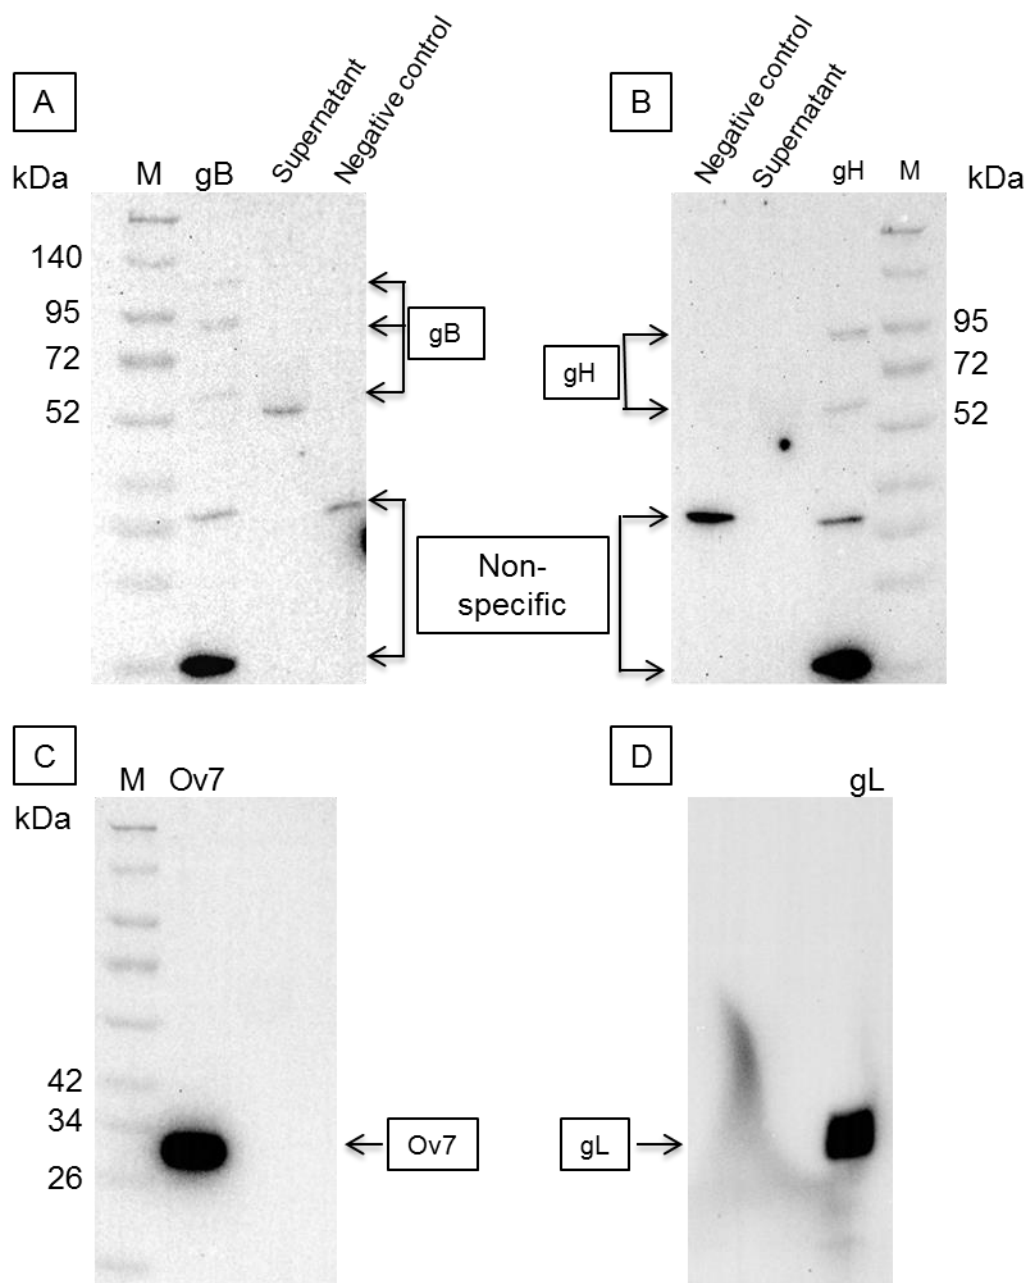 A
Supernatant
Negative control
kDa
M
gB
140
95
72
52
gB
Non-
specific
B
Negative control
Supernatant
gH
M
kDa
95
72
52
gH
C
M
Ov7
kDa
42
34
26
Ov7
D
gL
gL